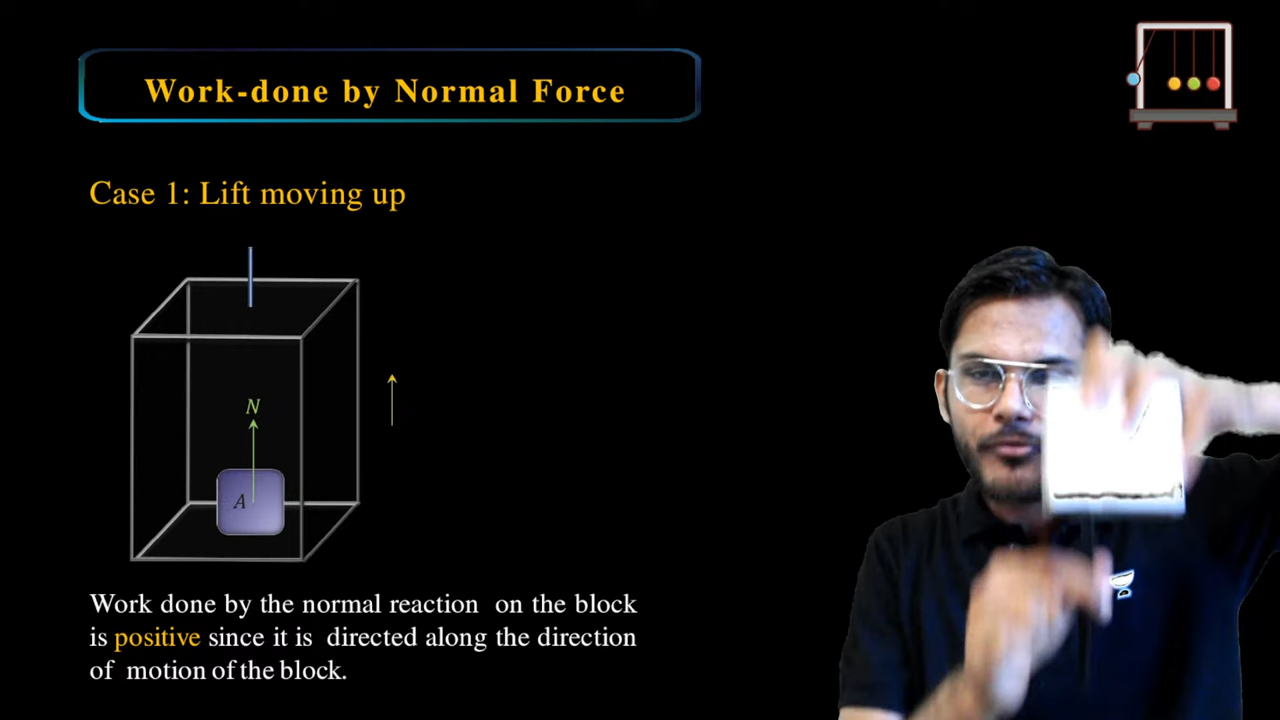 Work-done by Normal Force
Case 1: Lift moving up
N
A
Work done by the normal reaction on the block
is positive since it is directed along the direction
of motion of the block.